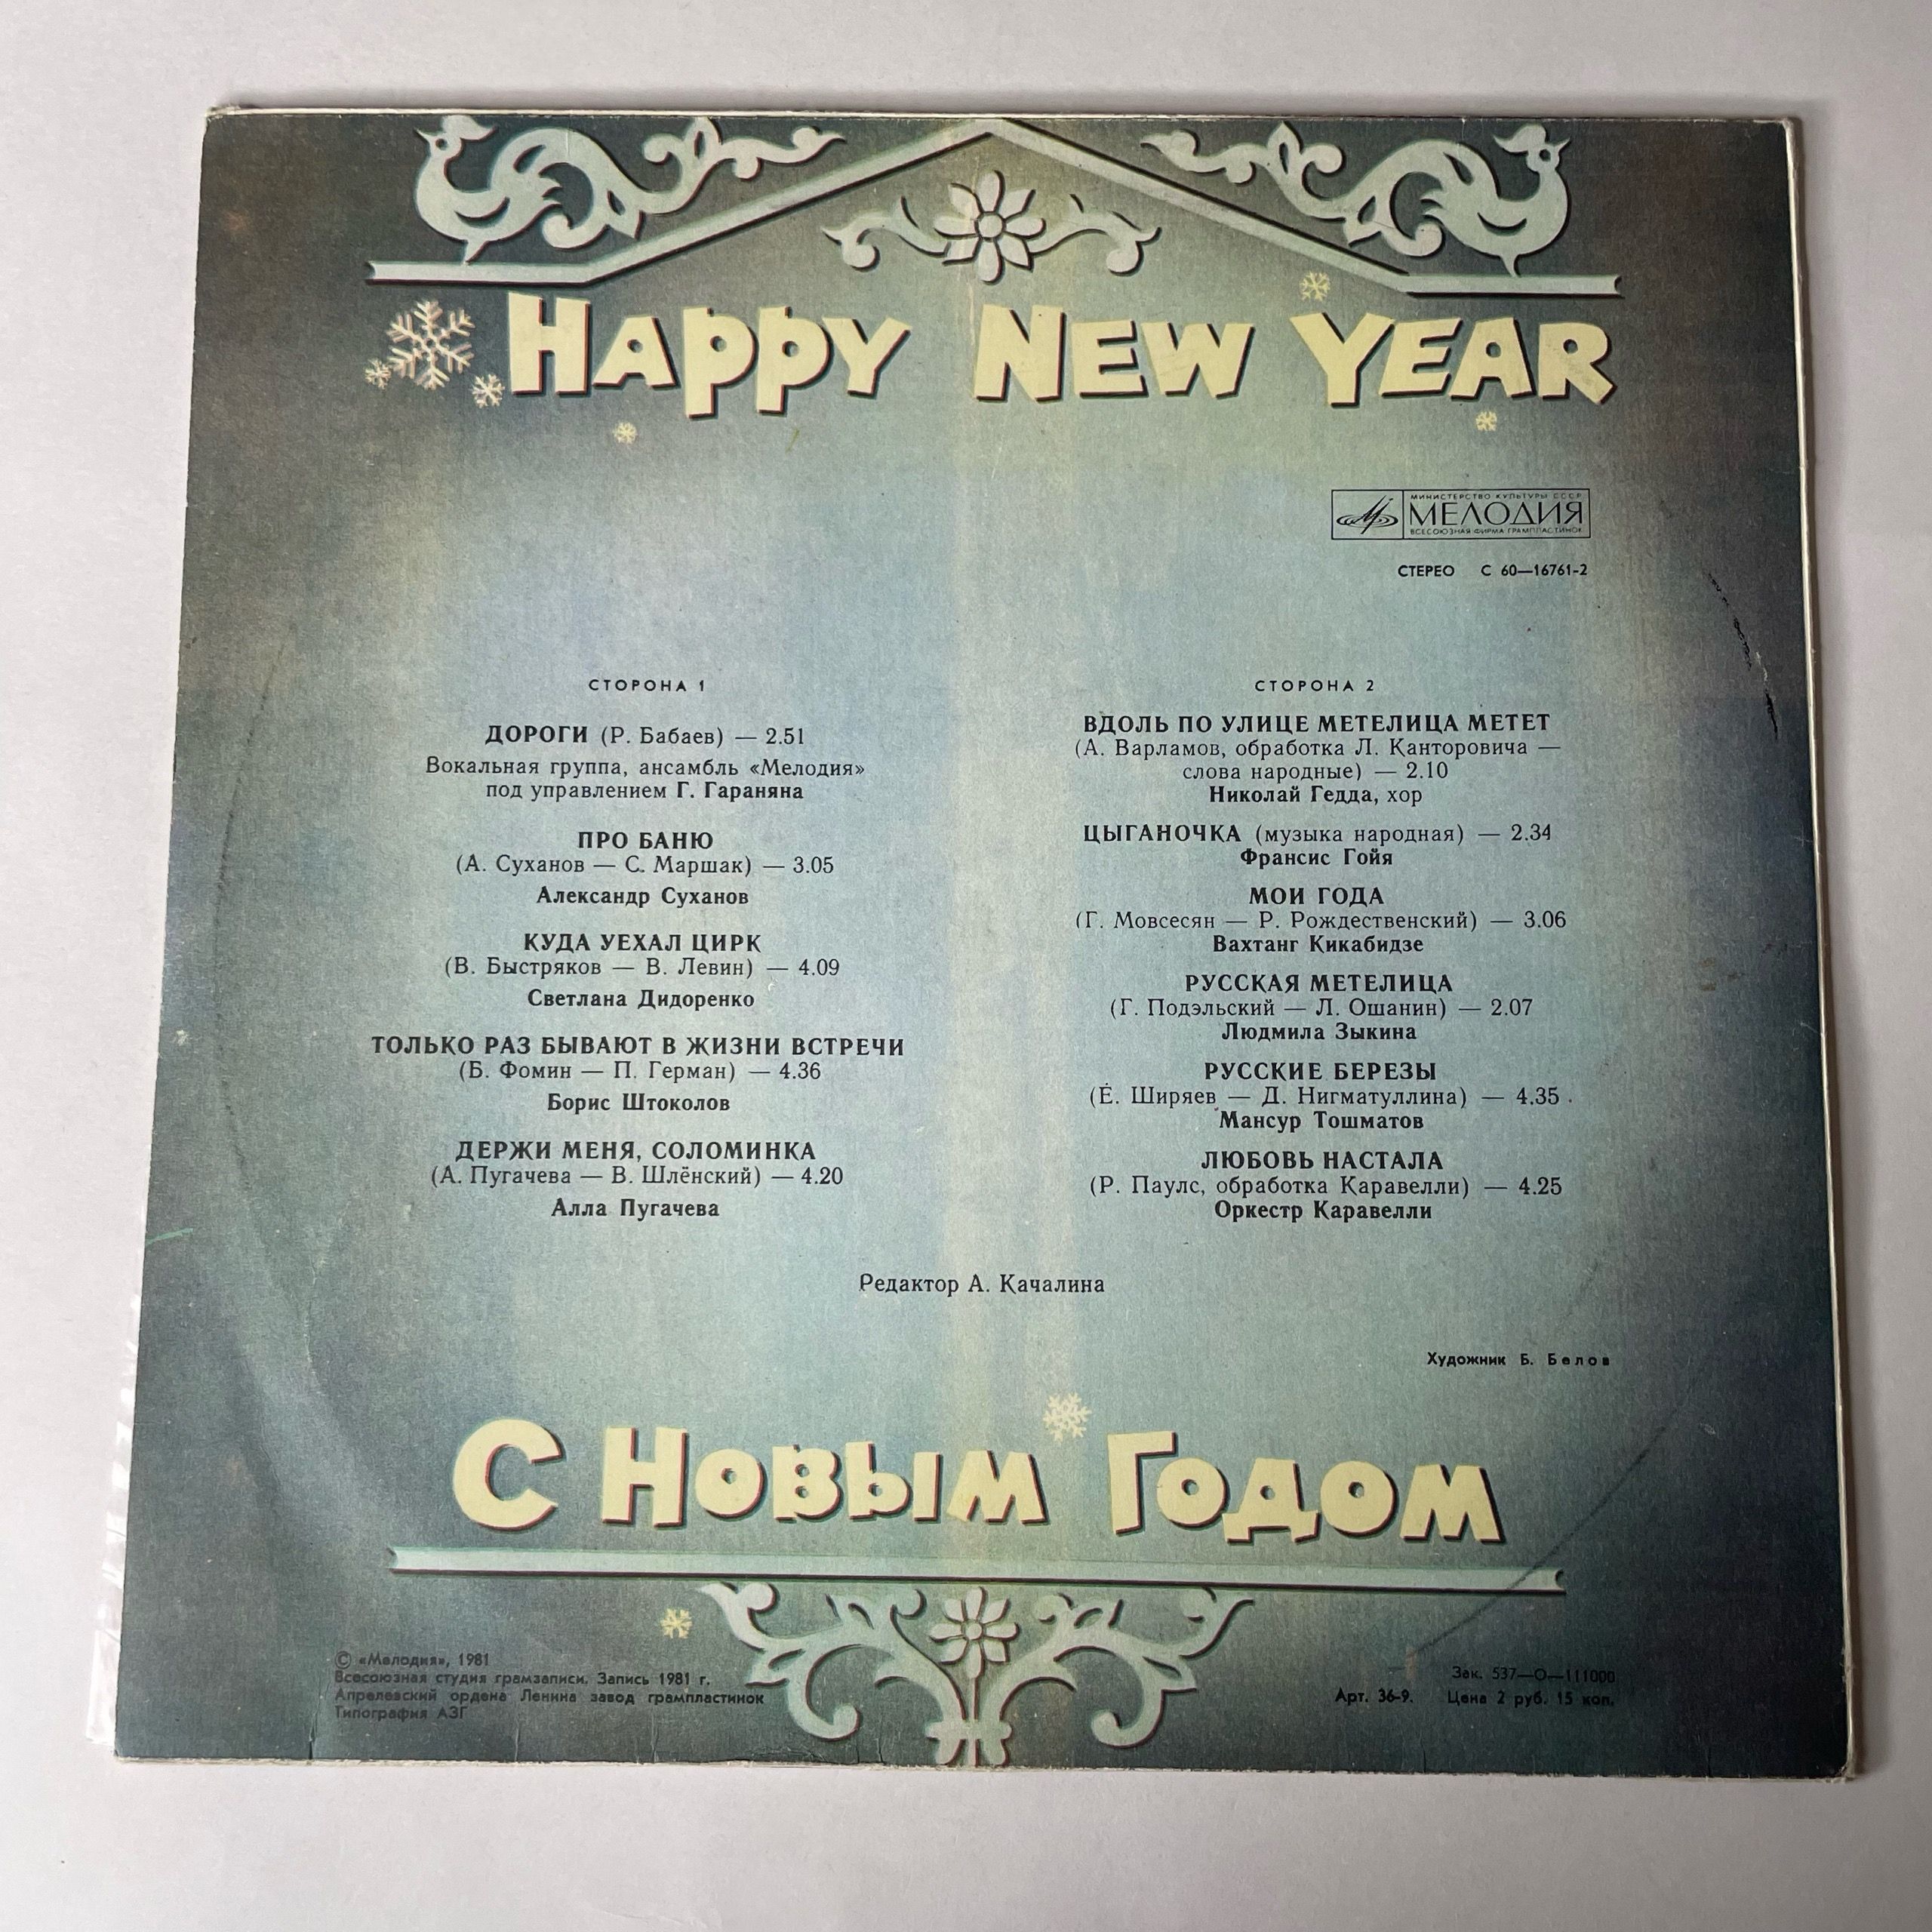 HAPPY NEW YEAR
МИНИСТЕРСТВО КУЛЬТУРЫ СССР
МЕЛОДИЯ
ВСЕСОЮЗНАЯ ФИРМА ГРАМПЛАСТИНОК
СТЕРЕО С 60—16761-2
СТОРОНА 1
ДОРОГИ (Р. Бабаев) — 2.51
Вокальная группа, ансамбль «Мелодия»
под управлением Г. Гараняна
ПРО БАНЮ
(А. Суханов — С. Маршак) — 3.05
Александр Суханов
КУДА УЕХАЛ ЦИРК
(В. Быстряков — В. Левин) — 4.09
Светлана Дидоренко
ТОЛЬКО РАЗ БЫВАЮТ В ЖИЗНИ ВСТРЕЧИ
(Б. Фомин — П. Герман) — 4.36
Борис Штоколов
ДЕРЖИ МЕНЯ, СОЛОМИНКА
(А. Пугачева — В. Шлёнский) — 4.20
Алла Пугачева
СТОРОНА 2
ВДОЛЬ ПО УЛИЦЕ МЕТЕЛИЦА МЕТЕТ
(А. Варламов, обработка Л. Канторовича —
слова народные) — 2.10
Николай Гедда, хор
ЦЫГАНОЧКА (музыка народная) — 2.34
Франсис Гойя
МОИ ГОДА
(Г. Мовсесян — Р. Рождественский) — 3.06
Вахтанг Кикабидзе
РУССКАЯ МЕТЕЛИЦА
(Г. Подэльский — Л. Ошанин) — 2.07
Людмила Зыкина
РУССКИЕ БЕРЕЗЫ
(Е. Ширяев — Д. Нигматуллина) — 4.35
Мансур Тошматов
ЛЮБОВЬ НАСТАЛА
(Р. Паулс, обработка Каравелли) — 4.25
Оркестр Каравелли
Редактор А. Качалина
Художник Б. Белов
С НОВЫМ ГОДОМ
© «Мелодия», 1981
Всесоюзная студия грамзаписи. Запись 1981 г.
Апрелевский ордена Ленина завод грампластинок
Типография АЗГ
Зак. 537—О—111000
Арт. 36-9. Цена 2 руб. 15 коп.